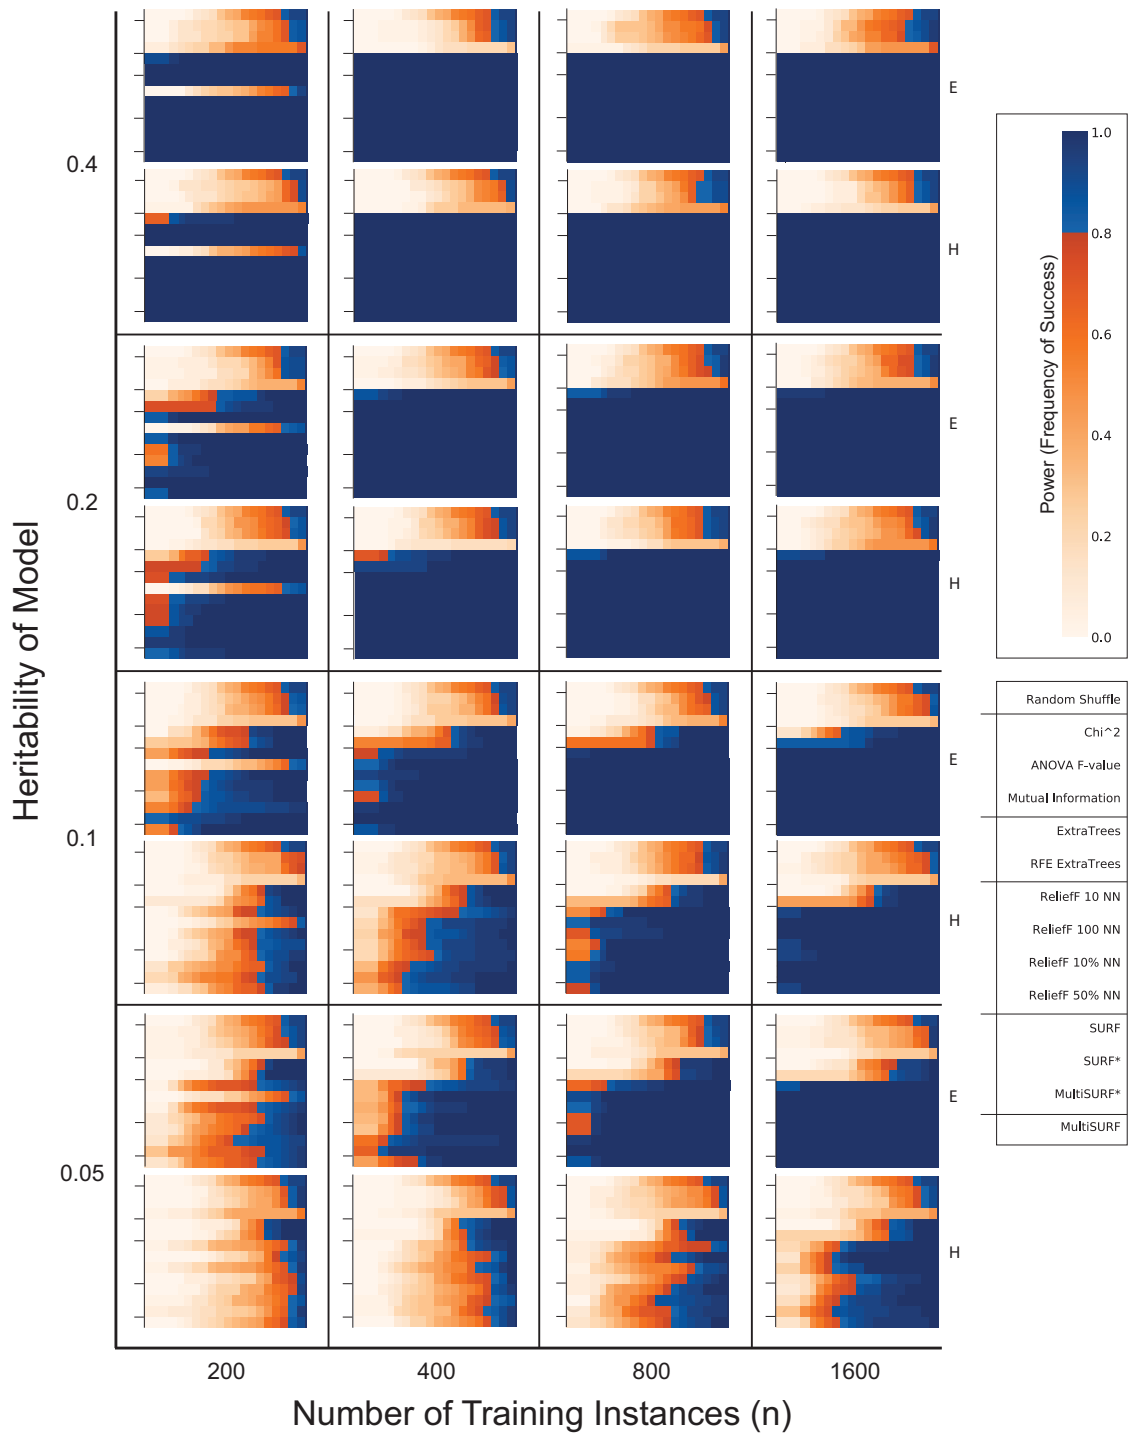 Heritability of Model
0.4
0.2
0.1
0.05
E
H
E
H
E
H
E
H
200
400
800
1600
Number of Training Instances (n)
Power (Frequency of Success)
1.0
0.8
0.6
0.4
0.2
0.0
Random Shuffle
Chi^2
ANOVA F-value
Mutual Information
ExtraTrees
RFE ExtraTrees
ReliefF 10 NN
ReliefF 100 NN
ReliefF 10% NN
ReliefF 50% NN
SURF
SURF*
MultiSURF*
MultiSURF